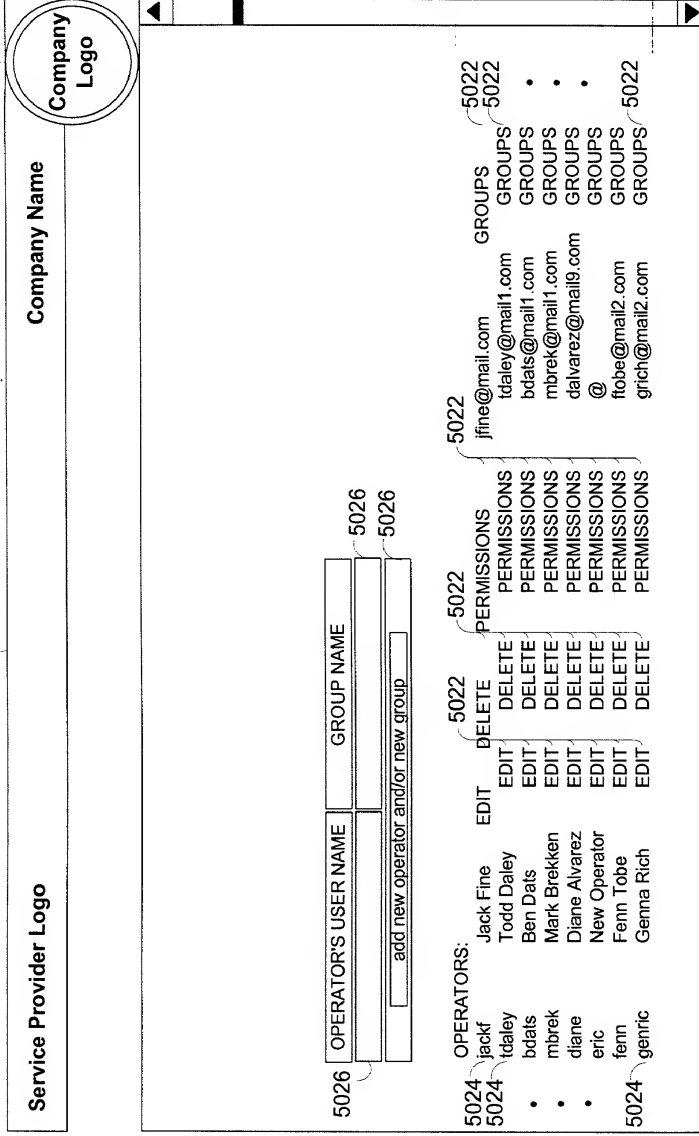 Service Provider Logo Company Name Company
Logo
OPERATOR'S USER NAME GROUP NAME
5026 5026
add new operator and/or new group 5026
5022 5022 5022 5022
OPERATORS: 5022
5024 jackf Jack Fine EDIT DELETE PERMISSIONS jfine@mail.com GROUPS
5024 tdaley Todd Daley EDIT DELETE PERMISSIONS tdaley@mail1.com GROUPS
bdats Ben Dats EDIT DELETE PERMISSIONS bdats@mail1.com GROUPS
mbrek Mark Brekken EDIT DELETE PERMISSIONS mbrek@mail1.com GROUPS
diane Diane Alvarez EDIT DELETE PERMISSIONS dalvarez@mail9.com GROUPS
eric New Operator EDIT DELETE PERMISSIONS @ GROUPS
fenn Fenn Tobe EDIT DELETE PERMISSIONS ftobe@mail2.com GROUPS
5024 genric Genna Rich EDIT DELETE PERMISSIONS grich@mail2.com GROUPS 5022